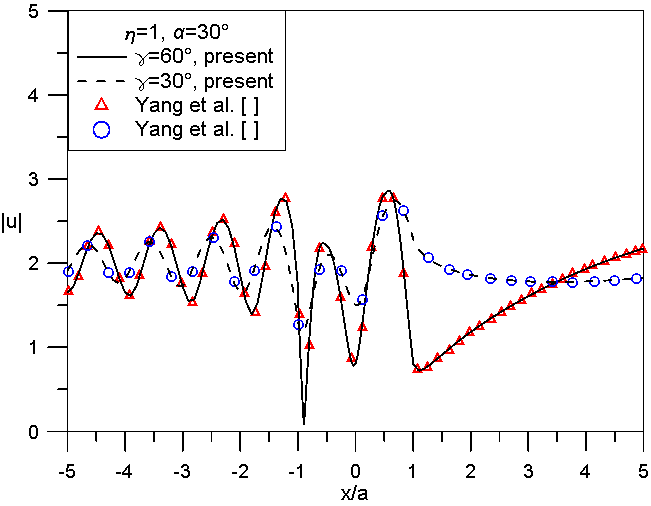 η=1, α=30°
γ=60°, present
γ=30°, present
Yang et al. [ ]
Yang et al. [ ]
5
4
3
2
1
0
|u|
-5 -4 -3 -2 -1 0 1 2 3 4 5
x/a